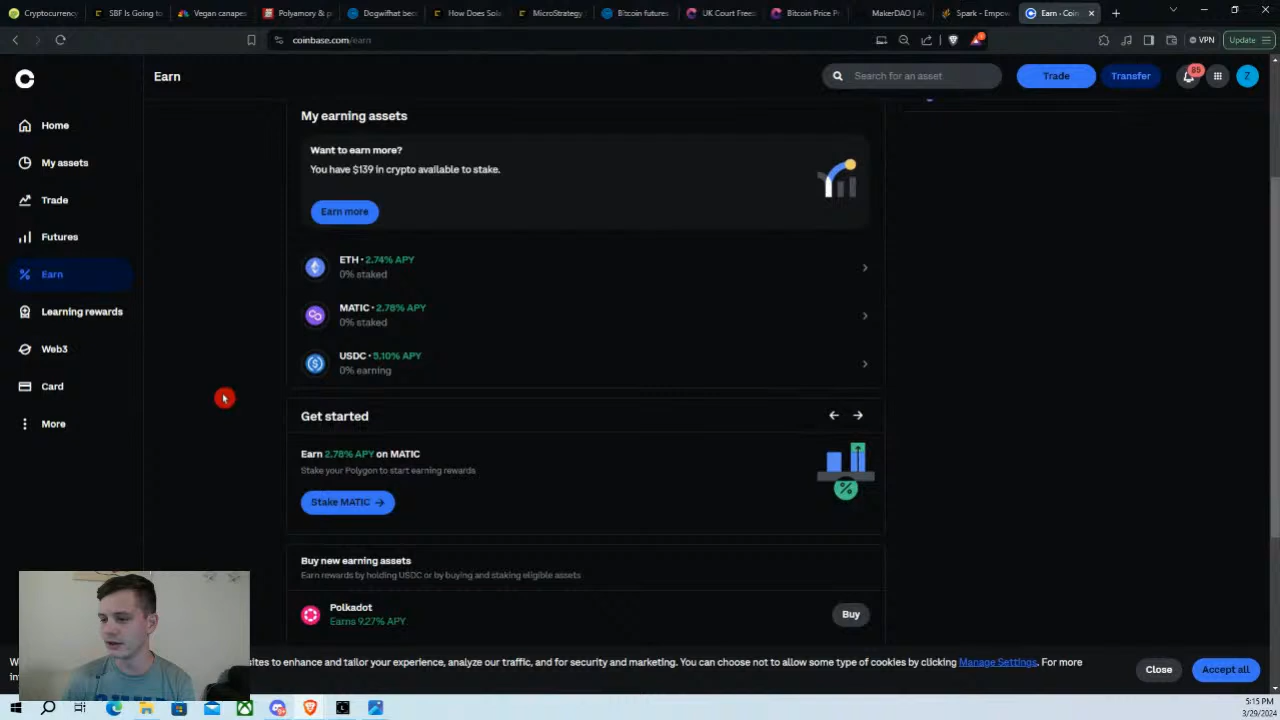 Cryptocurrency
SBF Is Going to
Vegan canapes
Polyamory & p
Dogwifhat bec
How Does Sola
MicroStrategy
Bitcoin futures
UK Court Free
Bitcoin Price P
MakerDAO | A
Spark - Empow
Earn - Coin
coinbase.com/earn
VPN
Update
Earn
Search for an asset
Trade
Transfer
85
Z
Home
My assets
Trade
Futures
Earn
Learning rewards
Web3
Card
More
My earning assets
Want to earn more?
You have $139 in crypto available to stake.
Earn more
ETH · 2.74% APY
0% staked
MATIC · 2.78% APY
0% staked
USDC · 5.10% APY
0% earning
Get started
Earn 2.78% APY on MATIC
Stake your Polygon to start earning rewards
Stake MATIC →
Buy new earning assets
Earn rewards by holding USDC or by buying and staking eligible assets
Polkadot
Earns 9.27% APY
Buy
sites to enhance and tailor your experience, analyze our traffic, and for security and marketing. You can choose not to allow some type of cookies by clicking Manage Settings. For more
Close
Accept all
5:15 PM
3/29/2024